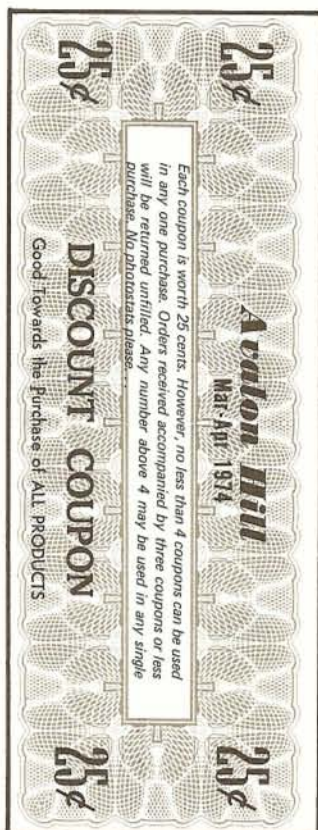 25¢ 25¢
Avalon Hill
Mar-Apr 1974
Each coupon is worth 25 cents. However, no less than 4 coupons can be used
in any one purchase. Orders received accompanied by three coupons or less
will be returned unfilled. Any number above 4 may be used in any single
purchase. No photostats please. . .
DISCOUNT COUPON
Good Towards the Purchase of ALL PRODUCTS
25¢ 25¢